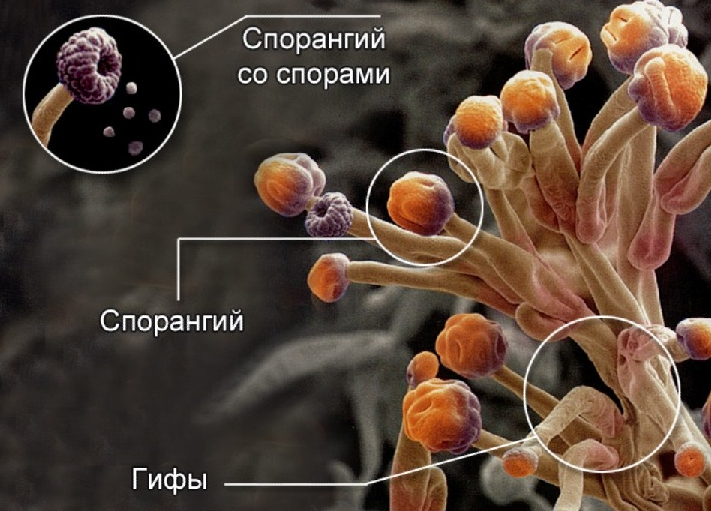 Спорангий
со спорами
Спорангий
Гифы